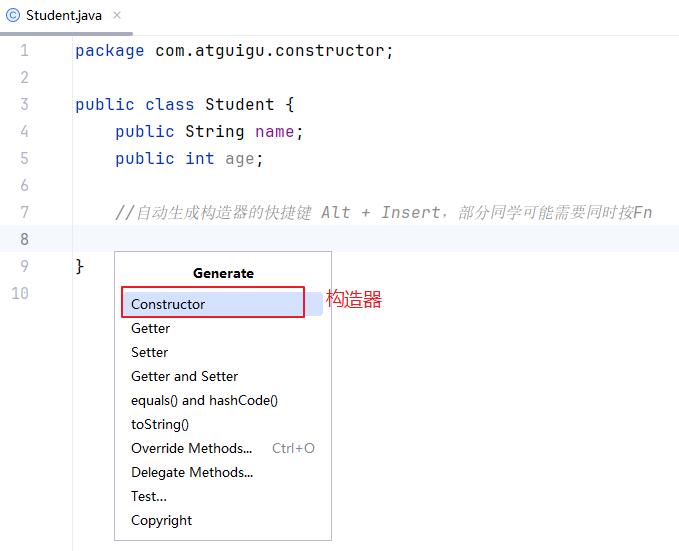 Student.java
1 package com.atguigu.constructor;
2
3 public class Student {
4 public String name;
5 public int age;
6
7 //自动生成构造器的快捷键 Alt + Insert，部分同学可能需要同时按Fn
8
9 }
10
Generate
Constructor 构造器
Getter
Setter
Getter and Setter
equals() and hashCode()
toString()
Override Methods... Ctrl+O
Delegate Methods...
Test...
Copyright